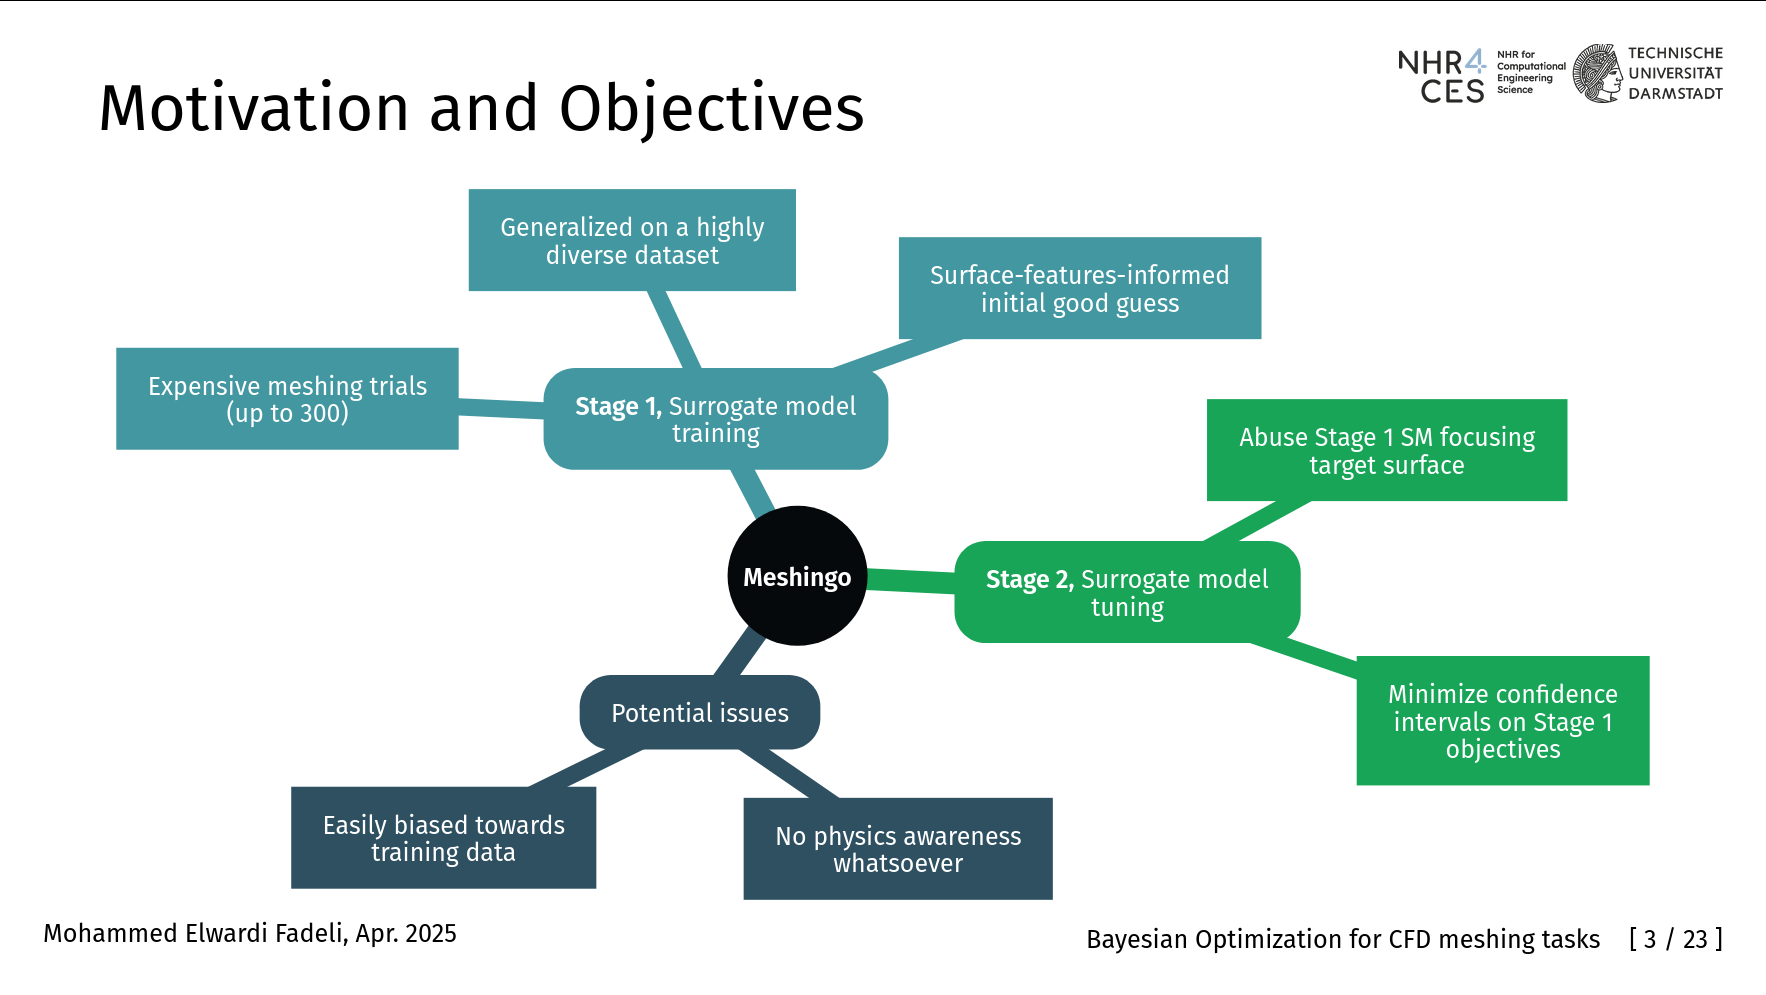 Motivation and Objectives
NHR4
CES
NHR for
Computational
Engineering
Science
TECHNISCHE
UNIVERSITÄT
DARMSTADT
Generalized on a highly
diverse dataset
Surface-features-informed
initial good guess
Expensive meshing trials
(up to 300)
Stage 1, Surrogate model
training
Abuse Stage 1 SM focusing
target surface
Meshingo
Stage 2, Surrogate model
tuning
Minimize confidence
intervals on Stage 1
objectives
Potential issues
Easily biased towards
training data
No physics awareness
whatsoever
Mohammed Elwardi Fadeli, Apr. 2025
Bayesian Optimization for CFD meshing tasks [ 3 / 23 ]